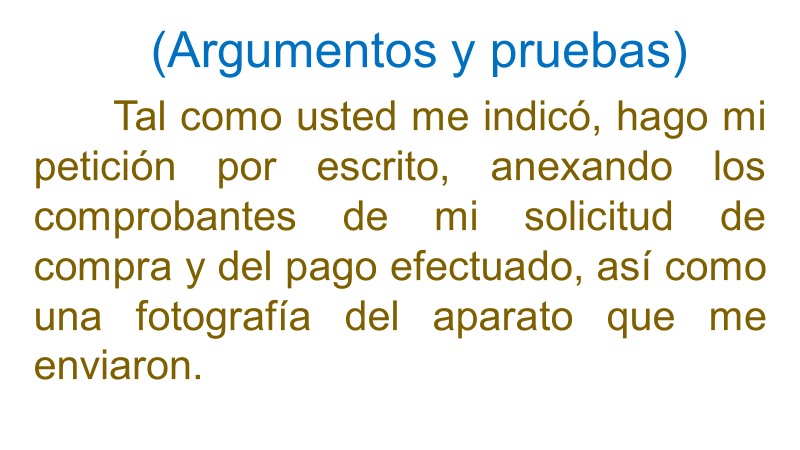 (Argumentos y pruebas)
Tal como usted me indicó, hago mi
petición por escrito, anexando los
comprobantes de mi solicitud de
compra y del pago efectuado, así como
una fotografía del aparato que me
enviaron.